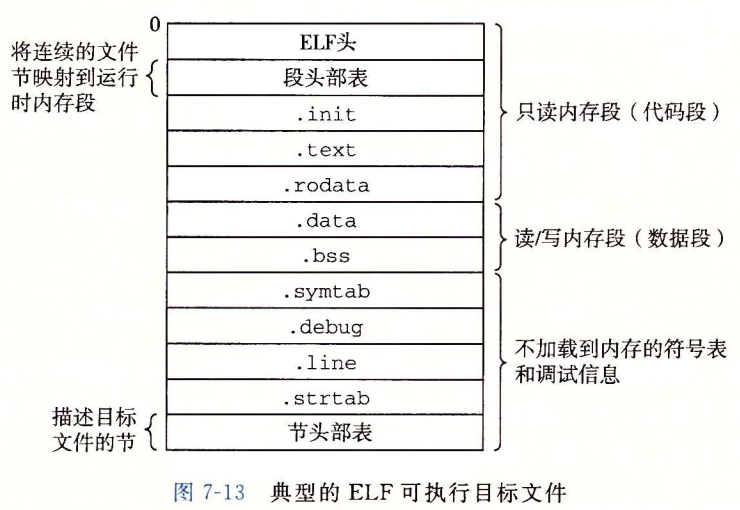 0
将连续的文件
节映射到运行
时内存段
ELF头
段头部表
.init
.text
.rodata
.data
.bss
.symtab
.debug
.line
.strtab
节头部表
描述目标
文件的节
只读内存段（代码段）
读/写内存段（数据段）
不加载到内存的符号表
和调试信息
图 7-13 典型的 ELF 可执行目标文件